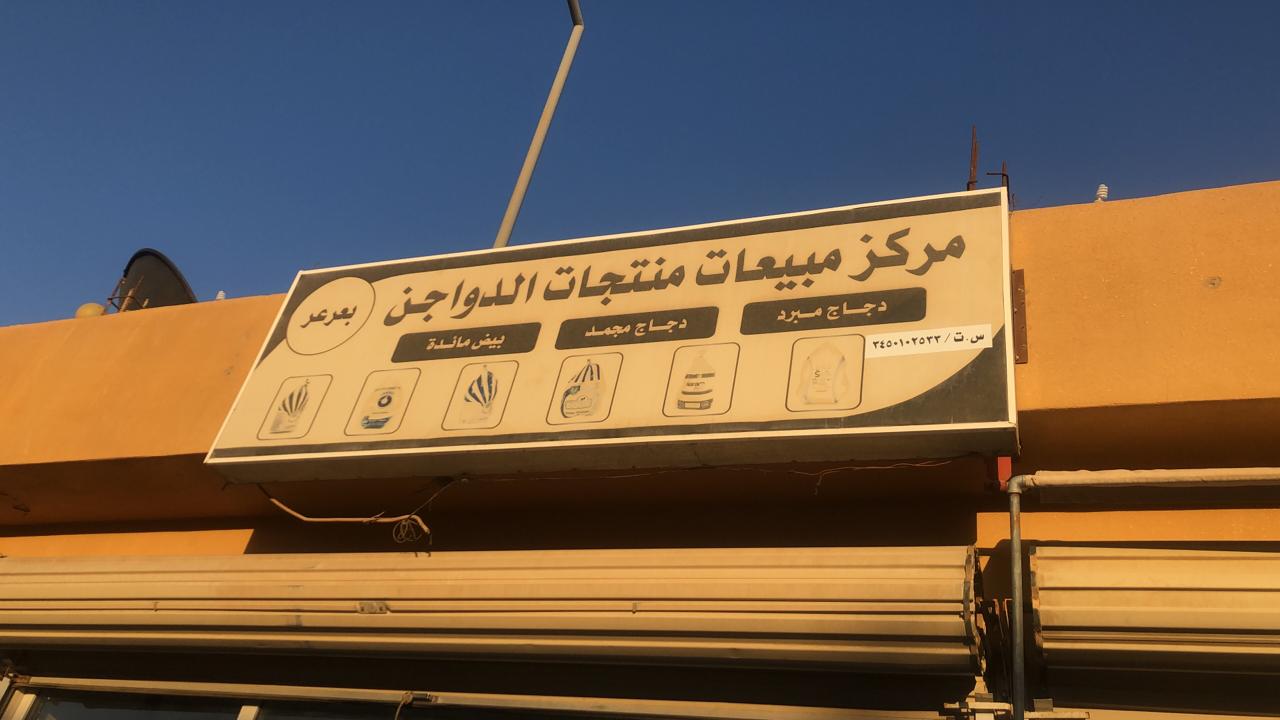 مركز مبيعات منتجات الدواجن
بعرعر
دجاج مبرد
دجاج مجمد
بيض مائدة
س.ت / ٣٤٥٠١٠٢٥٣٣